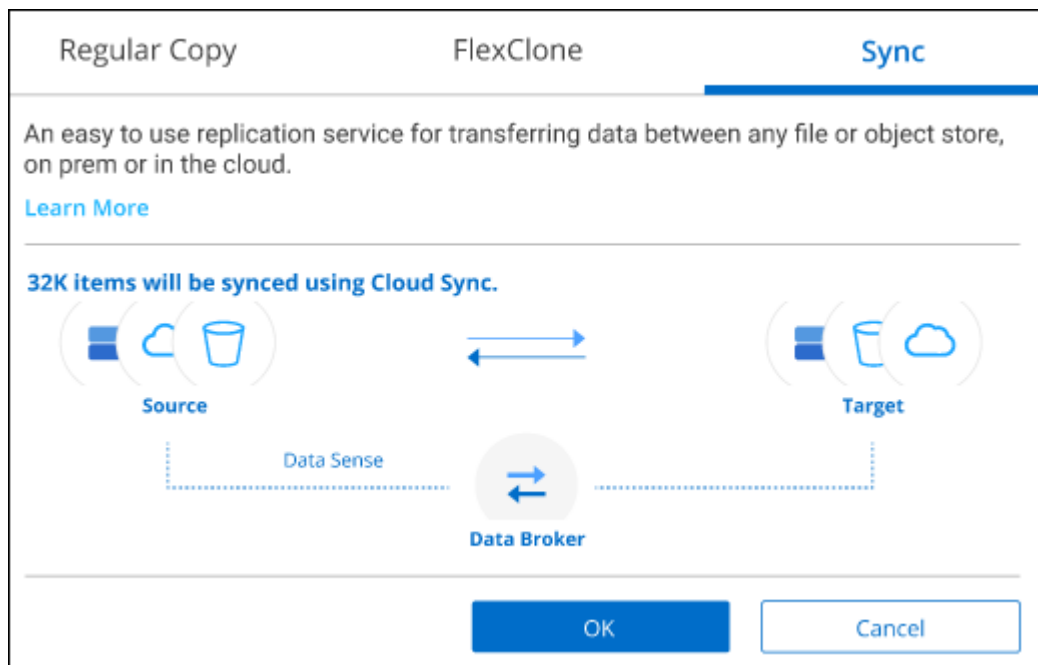 Regular Copy
FlexClone
Sync
An easy to use replication service for transferring data between any file or object store,
on prem or in the cloud.
Learn More
32K items will be synced using Cloud Sync.
Source
Target
Data Sense
Data Broker
OK
Cancel